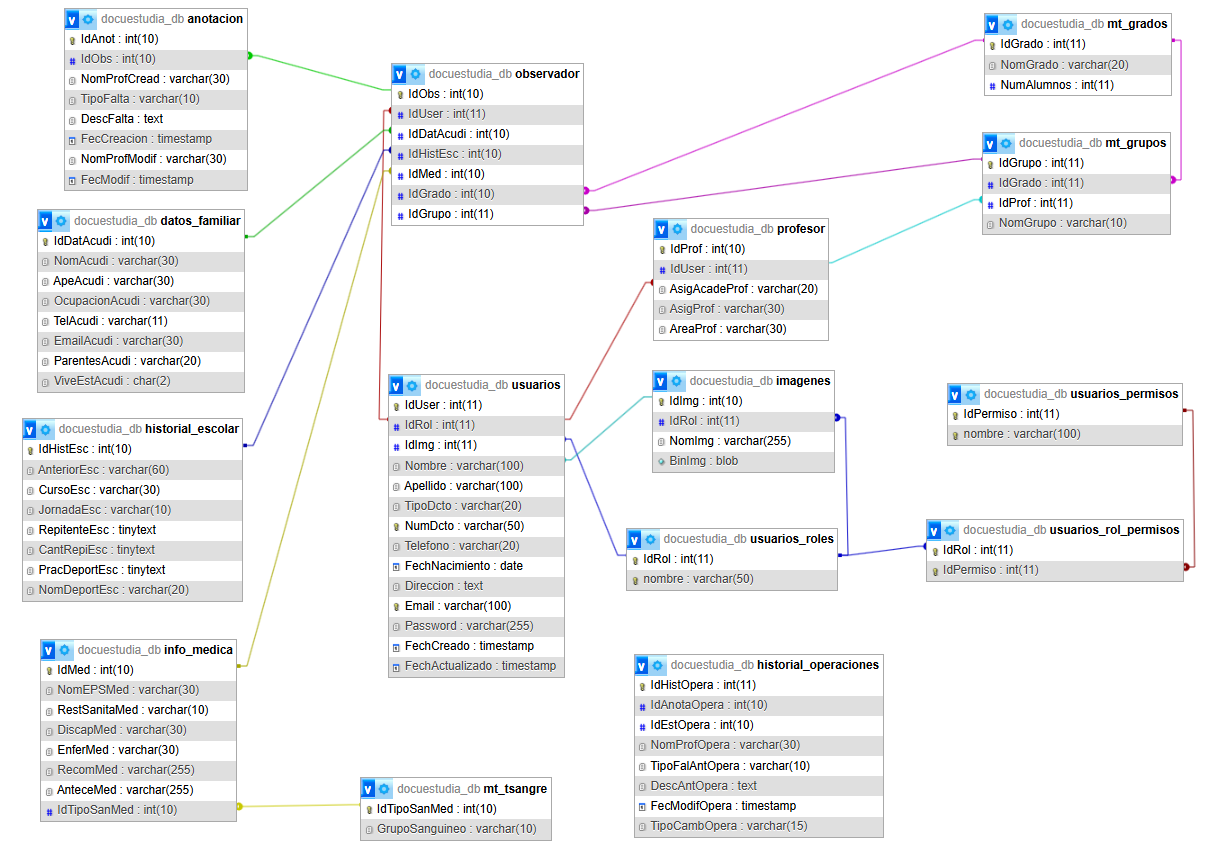 docuestudia_db anotacion
IdAnot : int(10)
IdObs : int(10)
NomProfCread : varchar(30)
TipoFalta : varchar(10)
DescFalta : text
FecCreacion : timestamp
NomProfModif : varchar(30)
FecModif : timestamp
docuestudia_db datos_familiar
IdDatAcudi : int(10)
NomAcudi : varchar(30)
ApeAcudi : varchar(30)
OcupacionAcudi : varchar(30)
TelAcudi : varchar(11)
EmailAcudi : varchar(30)
ParentesAcudi : varchar(20)
ViveEstAcudi : char(2)
docuestudia_db historial_escolar
IdHistEsc : int(10)
AnteriorEsc : varchar(60)
CursoEsc : varchar(30)
JornadaEsc : varchar(10)
RepitenteEsc : tinytext
CantRepiEsc : tinytext
PracDeportEsc : tinytext
NomDeportEsc : varchar(20)
docuestudia_db info_medica
IdMed : int(10)
NomEPSMed : varchar(30)
RestSanitaMed : varchar(10)
DiscapMed : varchar(30)
EnferMed : varchar(30)
RecomMed : varchar(255)
AnteceMed : varchar(255)
IdTipoSanMed : int(10)
docuestudia_db observador
IdObs : int(10)
IdUser : int(11)
IdDatAcudi : int(10)
IdHistEsc : int(10)
IdMed : int(10)
IdGrado : int(10)
IdGrupo : int(11)
docuestudia_db usuarios
IdUser : int(11)
IdRol : int(11)
IdImg : int(11)
Nombre : varchar(100)
Apellido : varchar(100)
TipoDcto : varchar(20)
NumDcto : varchar(50)
Telefono : varchar(20)
FechNacimiento : date
Direccion : text
Email : varchar(100)
Password : varchar(255)
FechCreado : timestamp
FechActualizado : timestamp
docuestudia_db mt_tsangre
IdTipoSanMed : int(10)
GrupoSanguineo : varchar(10)
docuestudia_db profesor
IdProf : int(10)
IdUser : int(11)
AsigAcadeProf : varchar(20)
AsigProf : varchar(30)
AreaProf : varchar(30)
docuestudia_db imagenes
IdImg : int(10)
IdRol : int(11)
NomImg : varchar(255)
BinImg : blob
docuestudia_db usuarios_roles
IdRol : int(11)
nombre : varchar(50)
docuestudia_db historial_operaciones
IdHistOpera : int(11)
IdAnotaOpera : int(10)
IdEstOpera : int(10)
NomProfOpera : varchar(30)
TipoFalAntOpera : varchar(10)
DescAntOpera : text
FecModifOpera : timestamp
TipoCambOpera : varchar(15)
docuestudia_db mt_grados
IdGrado : int(11)
NomGrado : varchar(20)
NumAlumnos : int(11)
docuestudia_db mt_grupos
IdGrupo : int(11)
IdGrado : int(11)
IdProf : int(11)
NomGrupo : varchar(10)
docuestudia_db usuarios_permisos
IdPermiso : int(11)
nombre : varchar(100)
docuestudia_db usuarios_rol_permisos
IdRol : int(11)
IdPermiso : int(11)